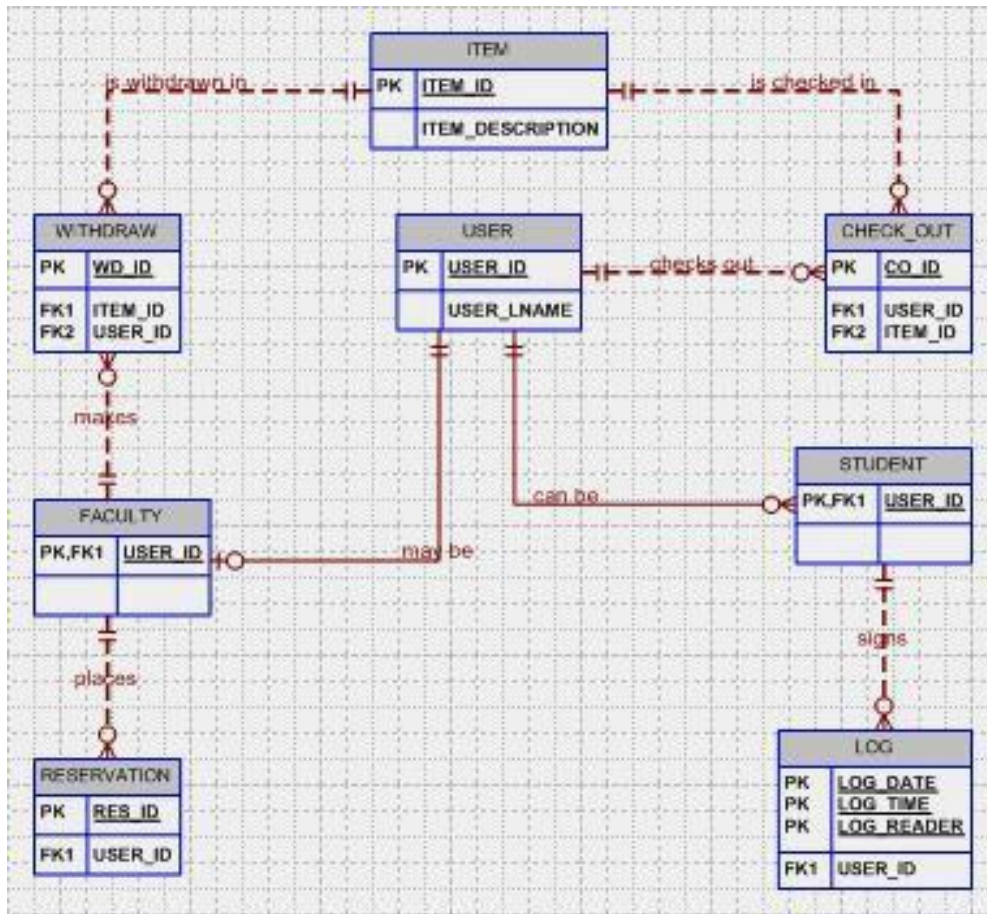 ITEM
PK ITEM_ID
ITEM_DESCRIPTION
is withdrawn in
is checked in
WITHDRAW
PK WD_ID
FK1 ITEM_ID
FK2 USER_ID
USER
PK USER_ID
USER_LNAME
checks out
CHECK_OUT
PK CO_ID
FK1 USER_ID
FK2 ITEM_ID
makes
FACULTY
PK,FK1 USER_ID
may be
can be
STUDENT
PK,FK1 USER_ID
places
signs
RESERVATION
PK RES_ID
FK1 USER_ID
LOG
PK LOG_DATE
PK LOG_TIME
PK LOG_READER
FK1 USER_ID